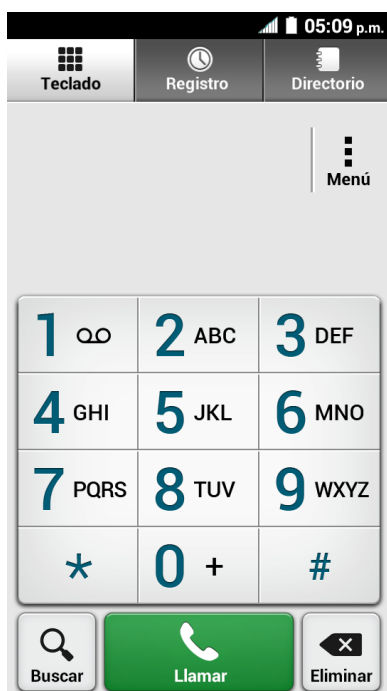 05:09 p.m.
Teclado Registro Directorio
Menú
1 2 ABC 3 DEF
4 GHI 5 JKL 6 MNO
7 PQRS 8 TUV 9 WXYZ
* 0 + #
Buscar Llamar Eliminar